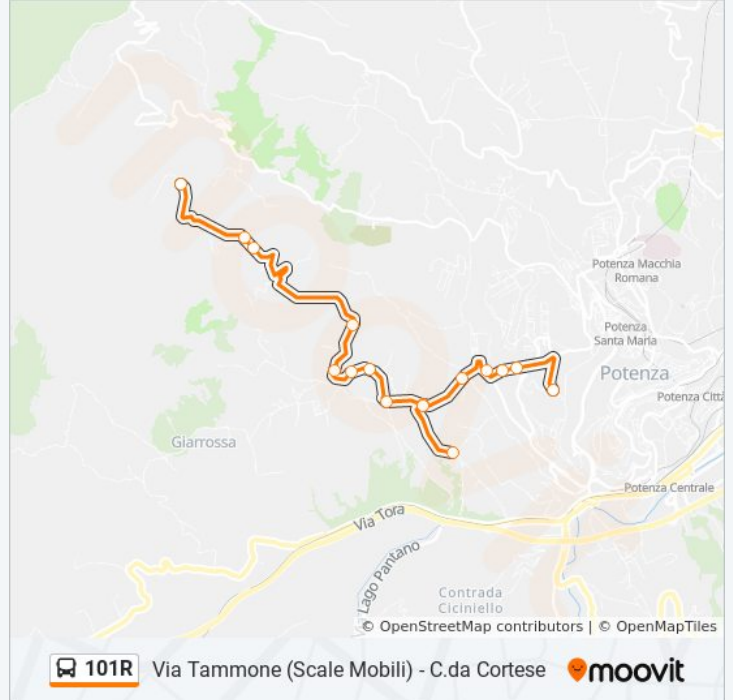 Potenza Macchia
Romana
Potenza
Santa Maria
Potenza
Potenza Citt
Giarrossa
Potenza Centrale
Via Tora
Lago Pantano
Contrada
Ciciniello
© OpenStreetMap contributors | © OpenMapTiles
101R Via Tammone (Scale Mobili) - C.da Cortese moovit